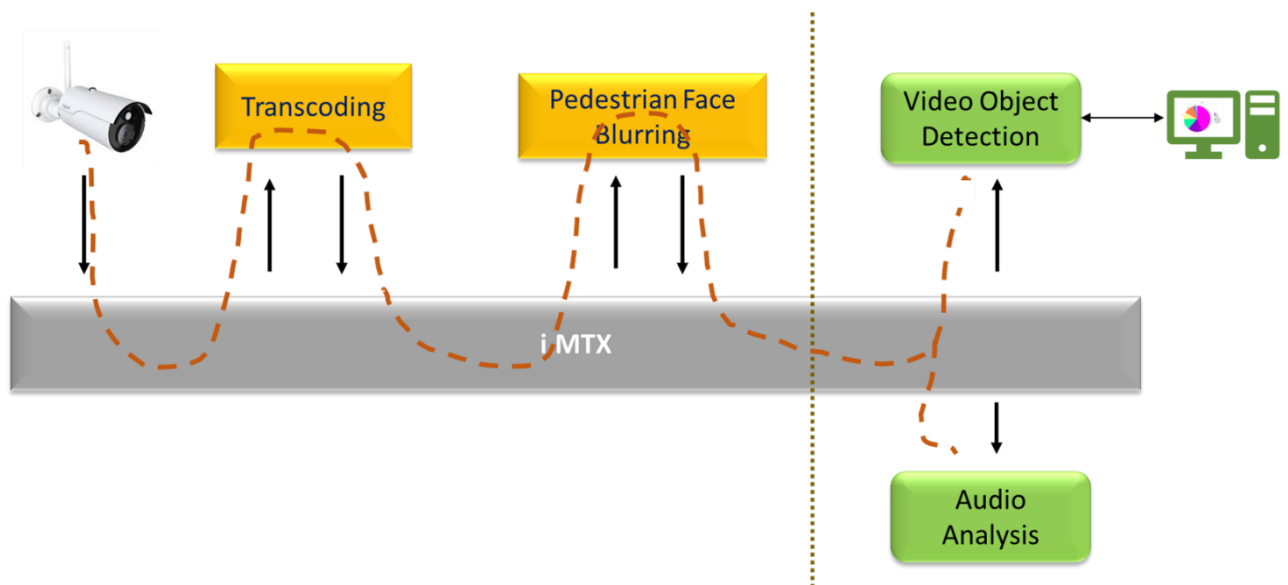 Transcoding
Pedestrian Face
Blurring
Video Object
Detection
i MTX
Audio
Analysis